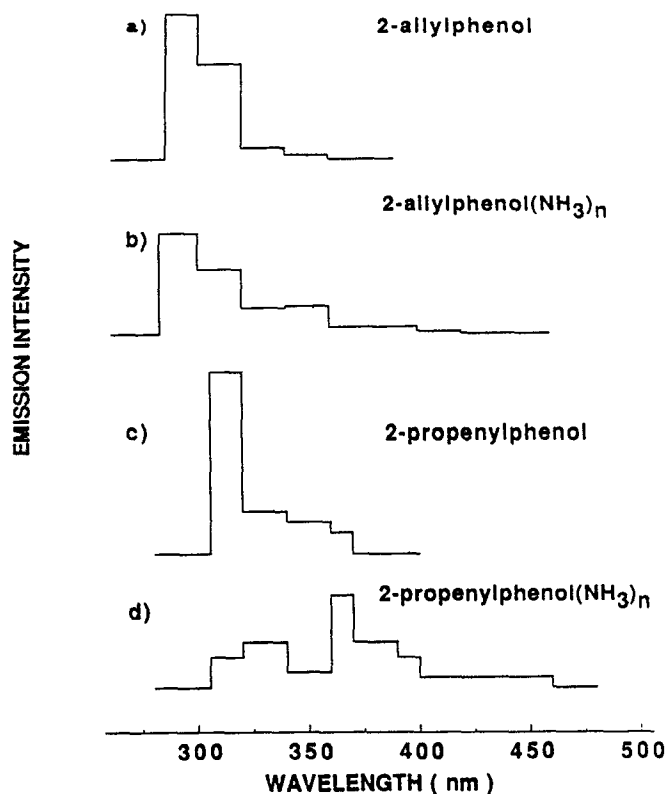 a) 2-allylphenol
2-allylphenol(NH3)n
b)
EMISSION INTENSITY
c) 2-propenylphenol
2-propenylphenol(NH3)n
d)
300 350 400 450 500
WAVELENGTH ( nm )